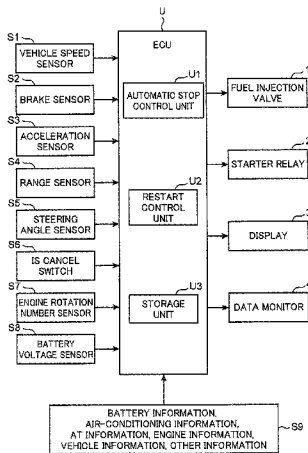 U
ECU
S1
VEHICLE SPEED
SENSOR
S2
BRAKE SENSOR
S3
ACCELERATION
SENSOR
S4
RANGE SENSOR
S5
STEERING
ANGLE SENSOR
S6
IS CANCEL
SWITCH
S7
ENGINE ROTATION
NUMBER SENSOR
S8
BATTERY
VOLTAGE SENSOR
U1
AUTOMATIC STOP
CONTROL UNIT
U2
RESTART
CONTROL
UNIT
U3
STORAGE
UNIT
FUEL INJECTION
VALVE
STARTER RELAY
DISPLAY
DATA MONITOR
BATTERY INFORMATION,
AIR-CONDITIONING INFORMATION,
AT INFORMATION, ENGINE INFORMATION,
VEHICLE INFORMATION, OTHER INFORMATION
S9